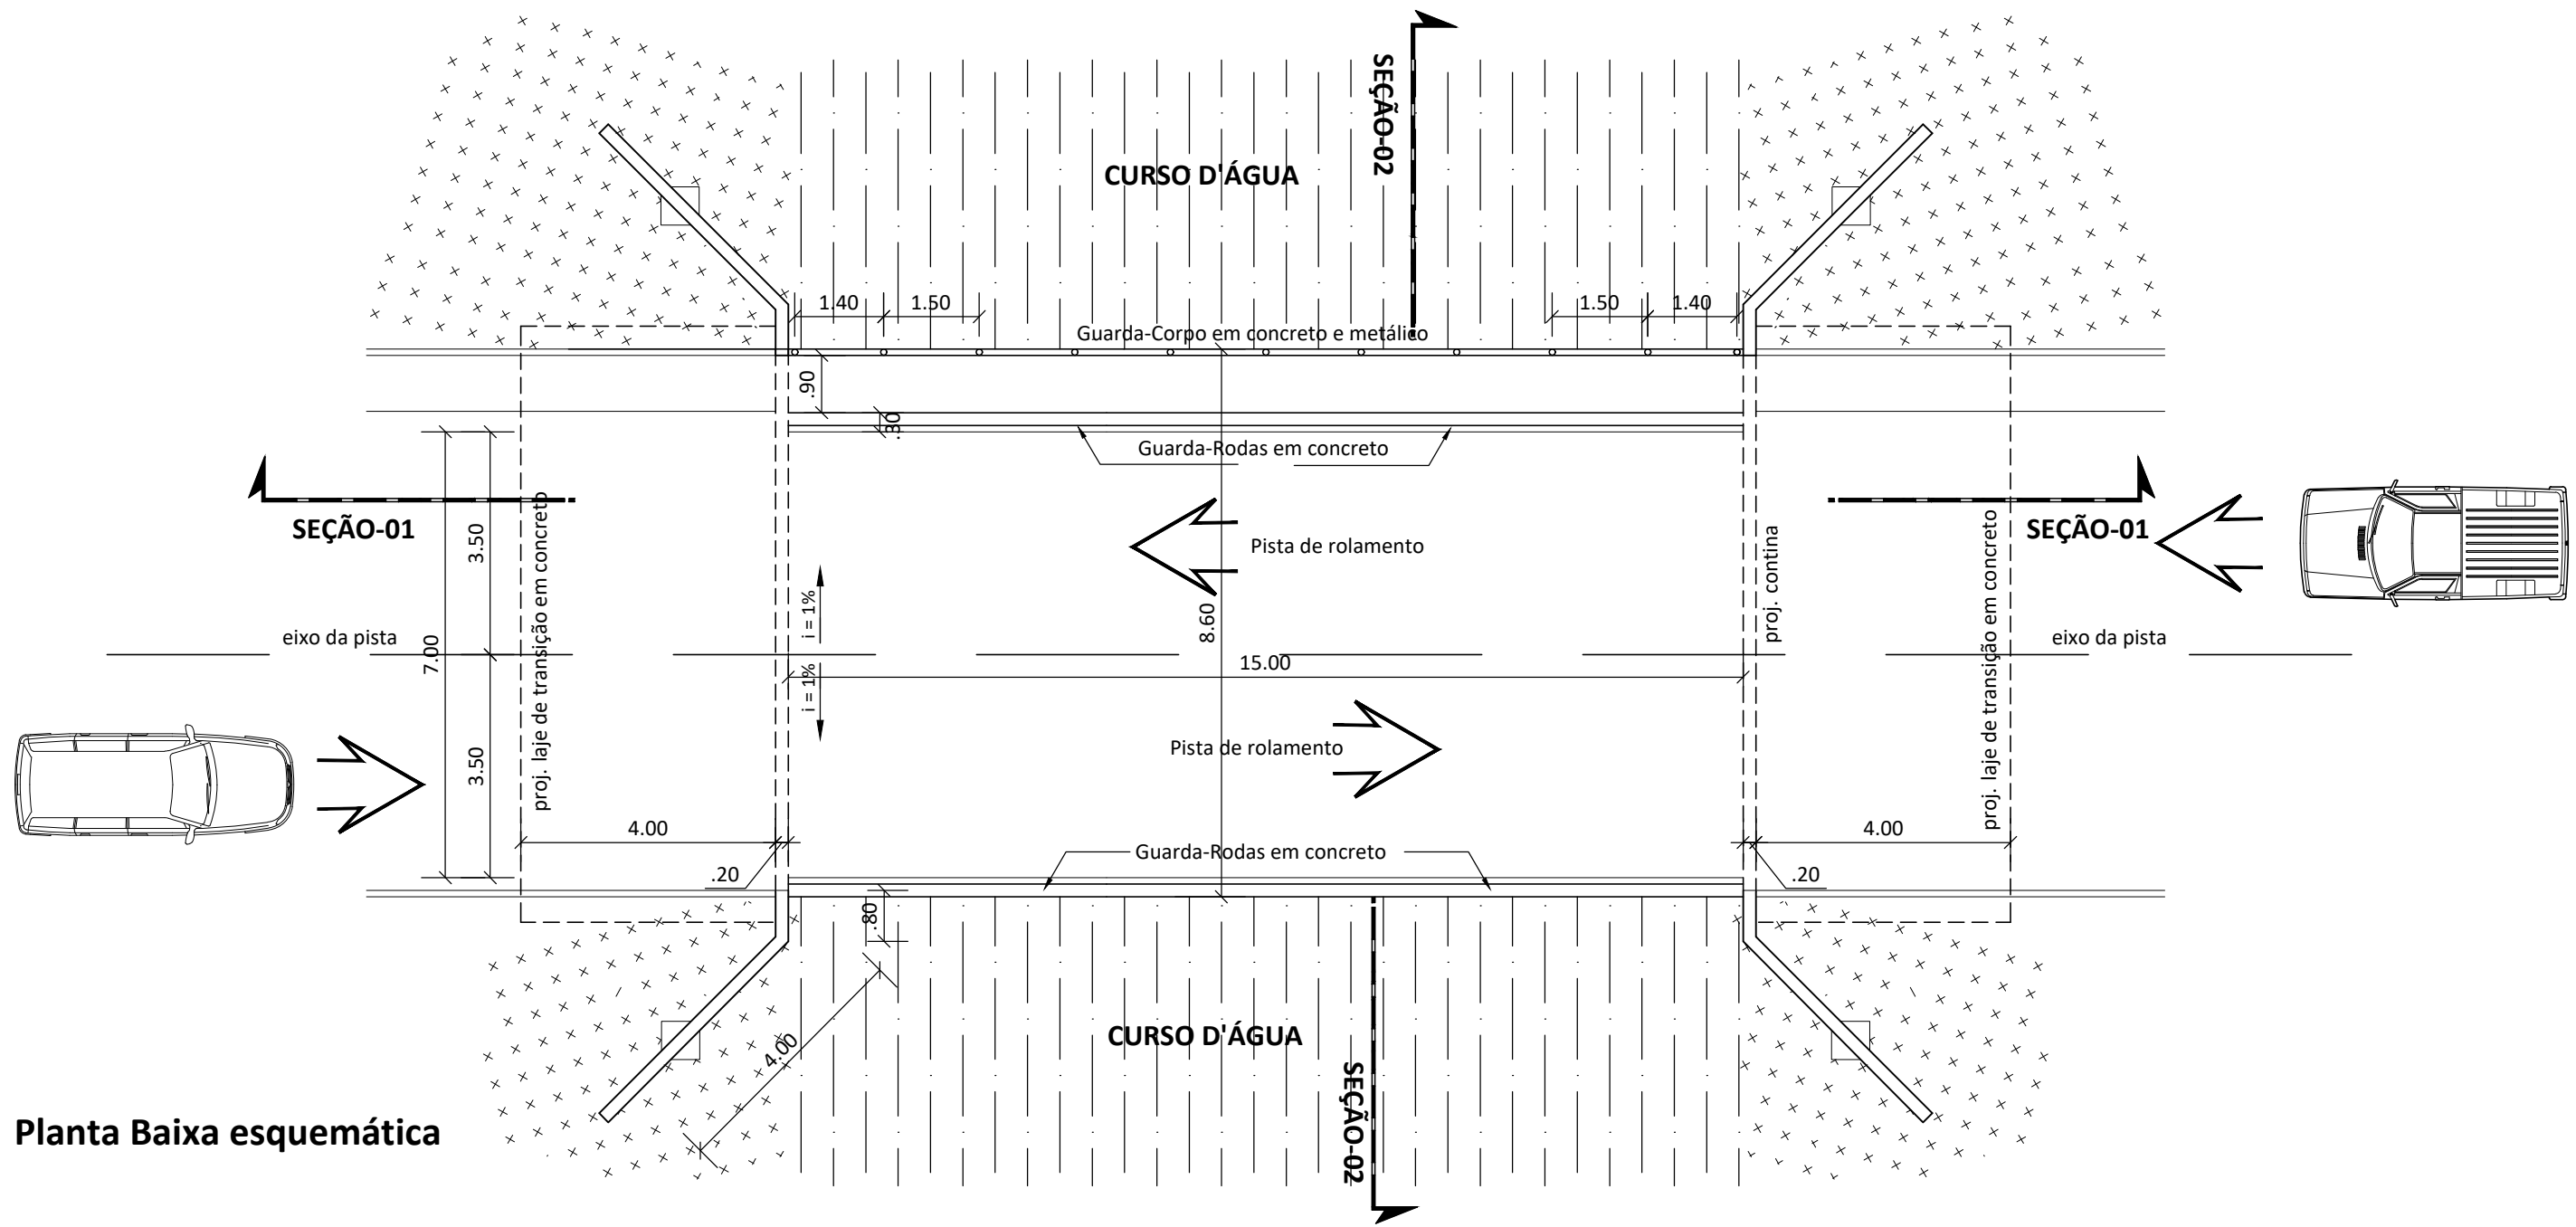 SEÇÃO-02
CURSO D'ÁGUA
1.40
1.50
1.50
1.40
Guarda-Corpo em concreto e metálico
.90
.30
Guarda-Rodas em concreto
SEÇÃO-01
SEÇÃO-01
3.50
proj. laje de transição em concreto
Pista de rolamento
proj. contina
proj. laje de transição em concreto
i = 1%
8.60
eixo da pista
7.00
eixo da pista
15.00
i = 1%
3.50
Pista de rolamento
4.00
4.00
Guarda-Rodas em concreto
.20
.20
.80
4.00
CURSO D'ÁGUA
SEÇÃO-02
Planta Baixa esquemática